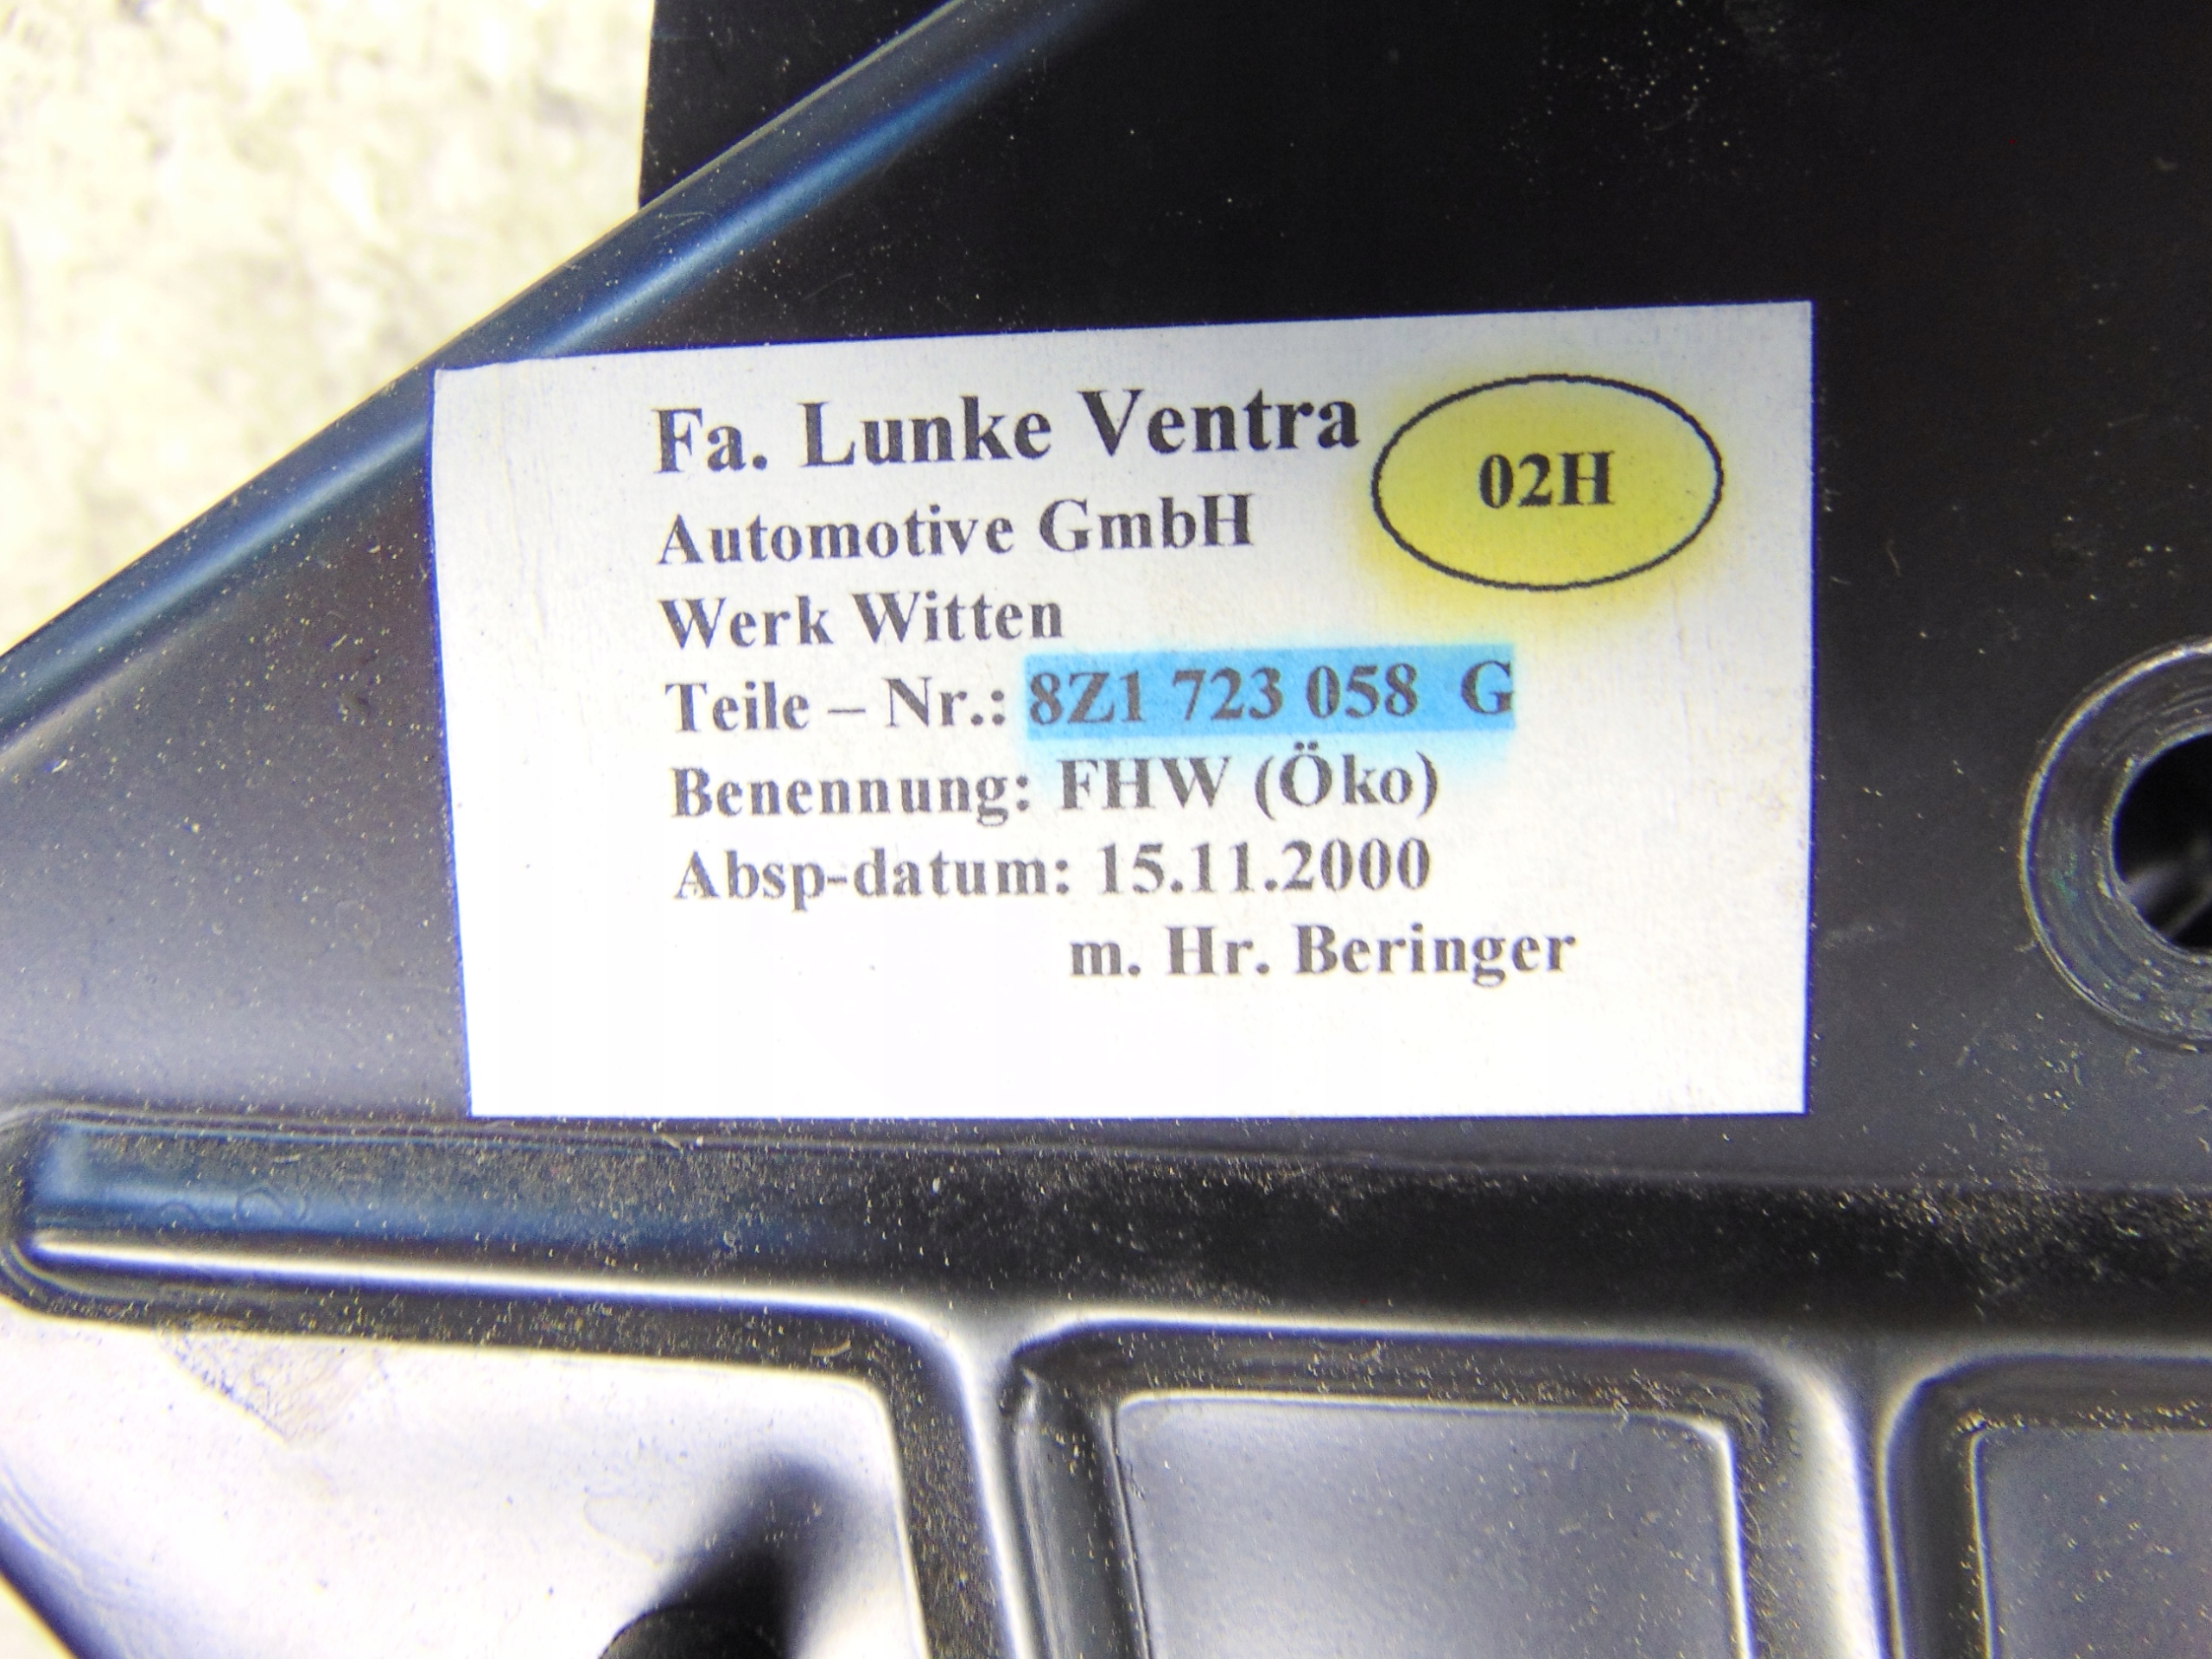 Fa. Lunke Ventra
02H
Automotive GmbH
Werk Witten
Teile – Nr.: 8Z1 723 058 G
Benennung: FHW (Öko)
Absp-datum: 15.11.2000
m. Hr. Beringer